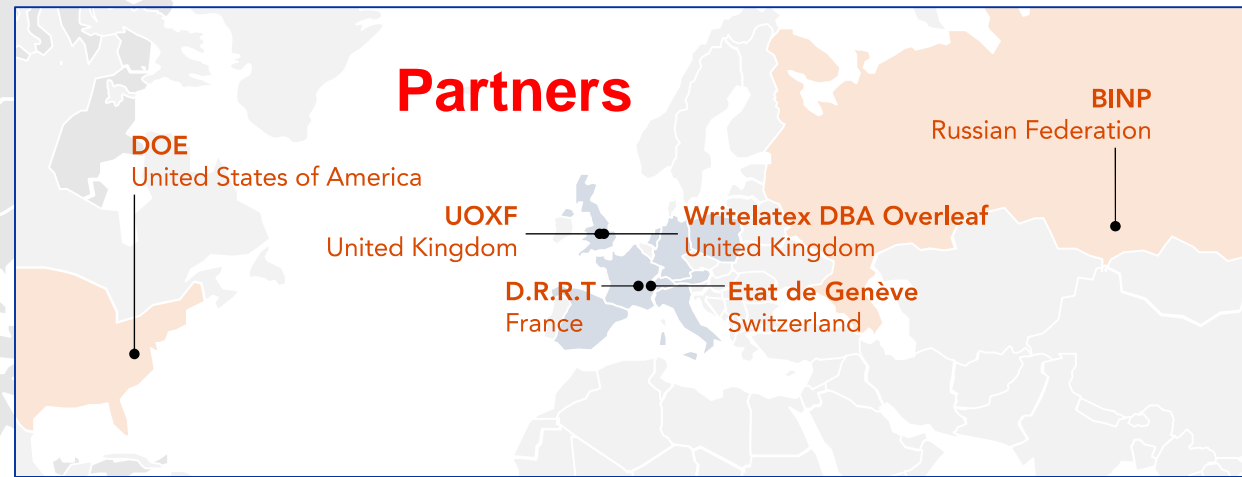 Partners
BINP
Russian Federation
DOE
United States of America
UOXF
United Kingdom
Writelatex DBA Overleaf
United Kingdom
D.R.R.T
France
Etat de Genève
Switzerland